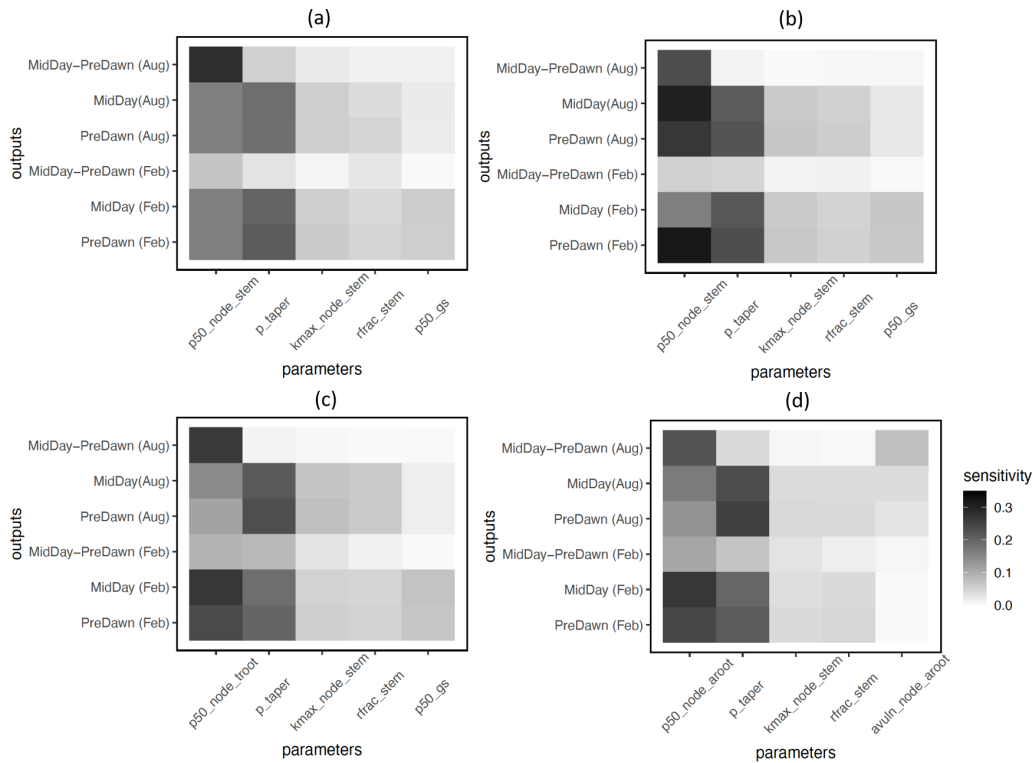 (a)
outputs
MidDay−PreDawn (Aug)
MidDay(Aug)
PreDawn (Aug)
MidDay−PreDawn (Feb)
MidDay (Feb)
PreDawn (Feb)
p50_node_stem
p_taper
kmax_node_stem
rfrac_stem
p50_gs
parameters
(b)
outputs
MidDay−PreDawn (Aug)
MidDay(Aug)
PreDawn (Aug)
MidDay−PreDawn (Feb)
MidDay (Feb)
PreDawn (Feb)
p50_node_stem
p_taper
kmax_node_stem
rfrac_stem
p50_gs
parameters
(c)
outputs
MidDay−PreDawn (Aug)
MidDay(Aug)
PreDawn (Aug)
MidDay−PreDawn (Feb)
MidDay (Feb)
PreDawn (Feb)
p50_node_troot
p_taper
kmax_node_stem
rfrac_stem
p50_gs
parameters
(d)
outputs
MidDay−PreDawn (Aug)
MidDay(Aug)
PreDawn (Aug)
MidDay−PreDawn (Feb)
MidDay (Feb)
PreDawn (Feb)
p50_node_aroot
p_taper
kmax_node_stem
rfrac_stem
avuln_node_aroot
parameters
sensitivity
0.3
0.2
0.1
0.0